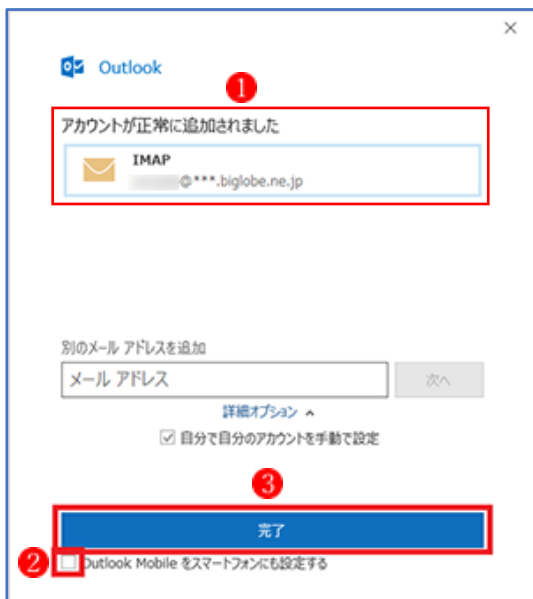 Outlook
1
アカウントが正常に追加されました
IMAP
@***.biglobe.ne.jp
別のメール アドレスを追加
メール アドレス
次へ
詳細オプション
自分で自分のアカウントを手動で設定
3
完了
2
Outlook Mobile をスマートフォンにも設定する